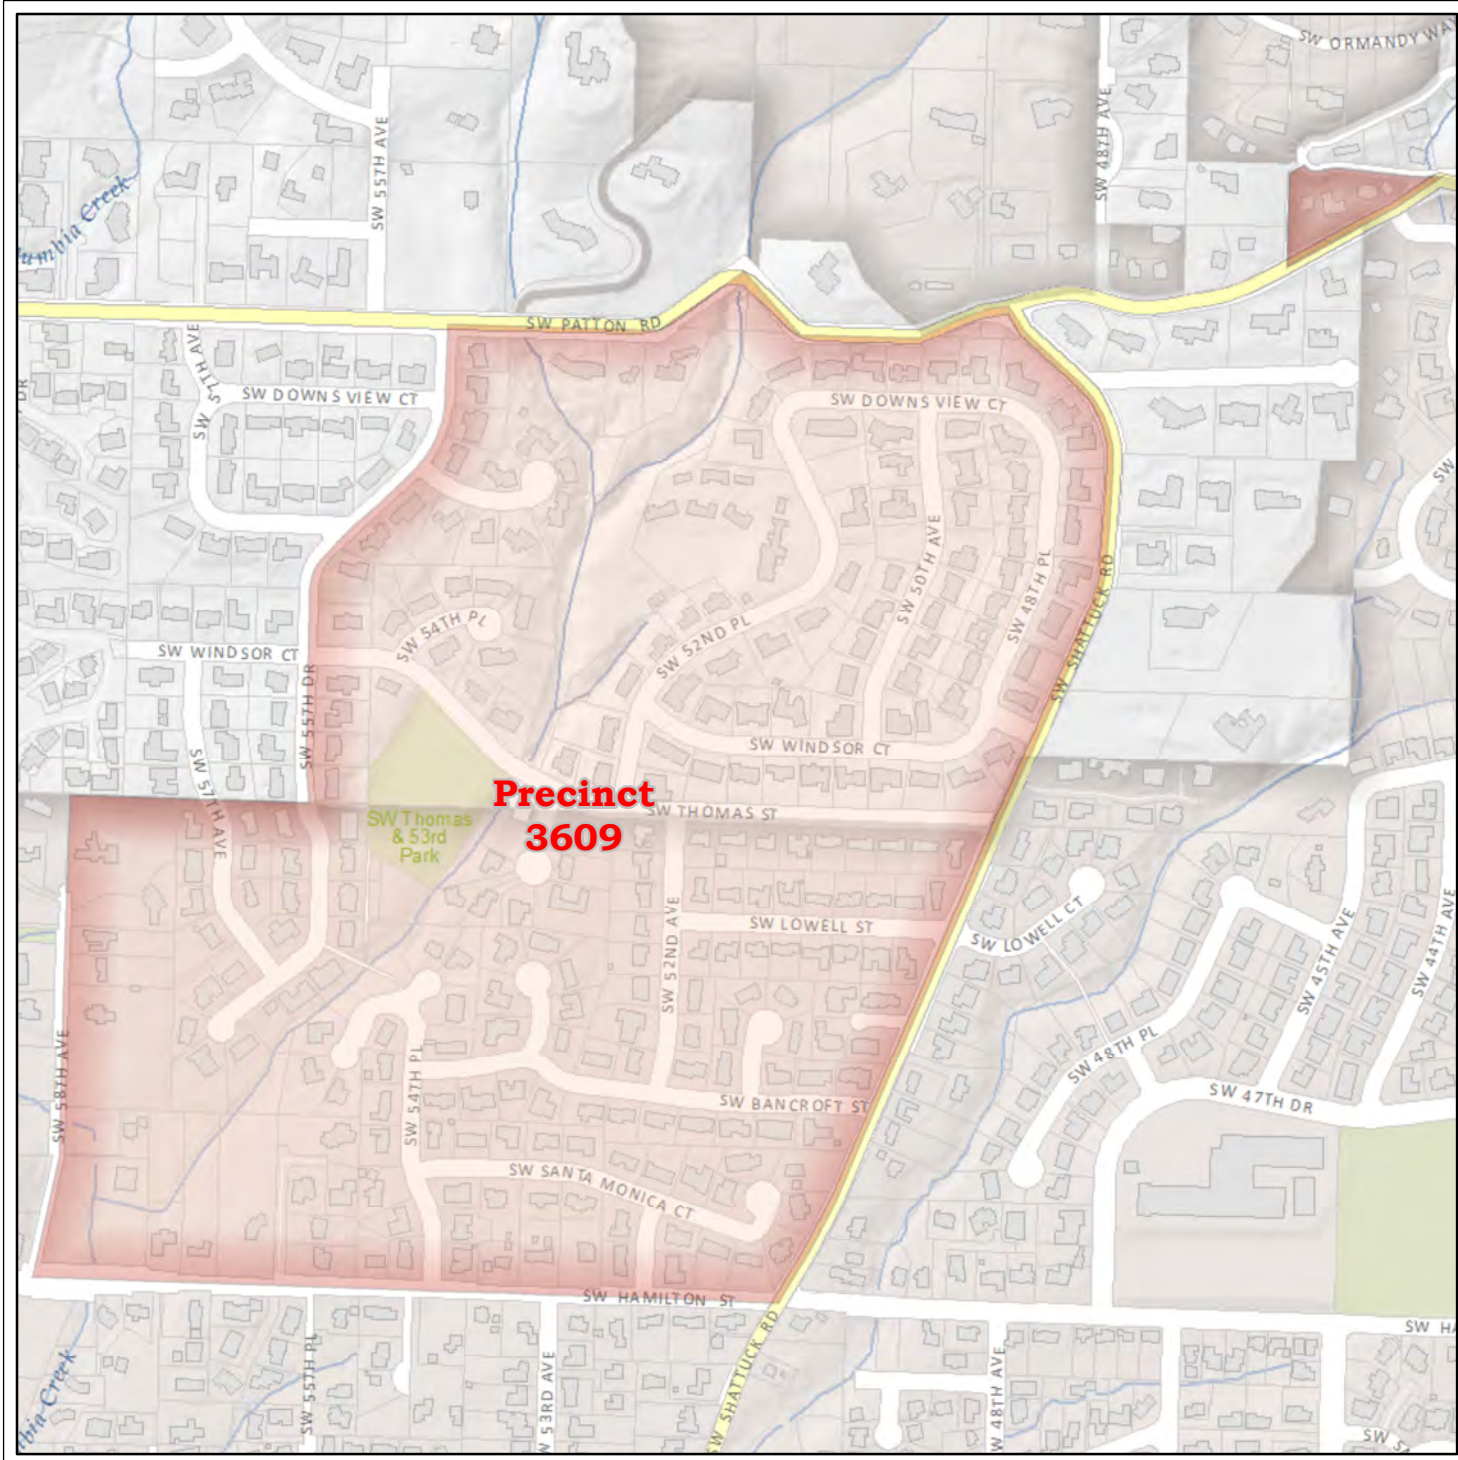 SW ORMANDY WAY
SW 55TH AVE
SW 48TH AVE
umbia Creek
SW PATTON RD
SW 57TH AVE
DR
SW DOWNS VIEW CT
SW DOWNS VIEW CT
SW
SW 50TH AVE
SW 48TH PL
SW SHATTUCK RD
SW 54TH PL
SW 52ND PL
SW WINDSOR CT
SW 55TH DR
SW WINDSOR CT
SW 57TH AVE
Precinct
3609
SW THOMAS ST
SW Thomas
& 53rd
Park
SW LOWELL ST
SW 52ND AVE
SW LOWELL CT
SW 45TH AVE
SW 44TH AVE
SW 58TH AVE
SW 54TH PL
SW 48TH PL
SW 47TH DR
SW BANCROFT ST
SW SANTA MONICA CT
SW HAMILTON ST
SW HA
SW SHATTUCK RD
SW 55TH PL
W 53RD AVE
W 48TH AVE
bia Creek